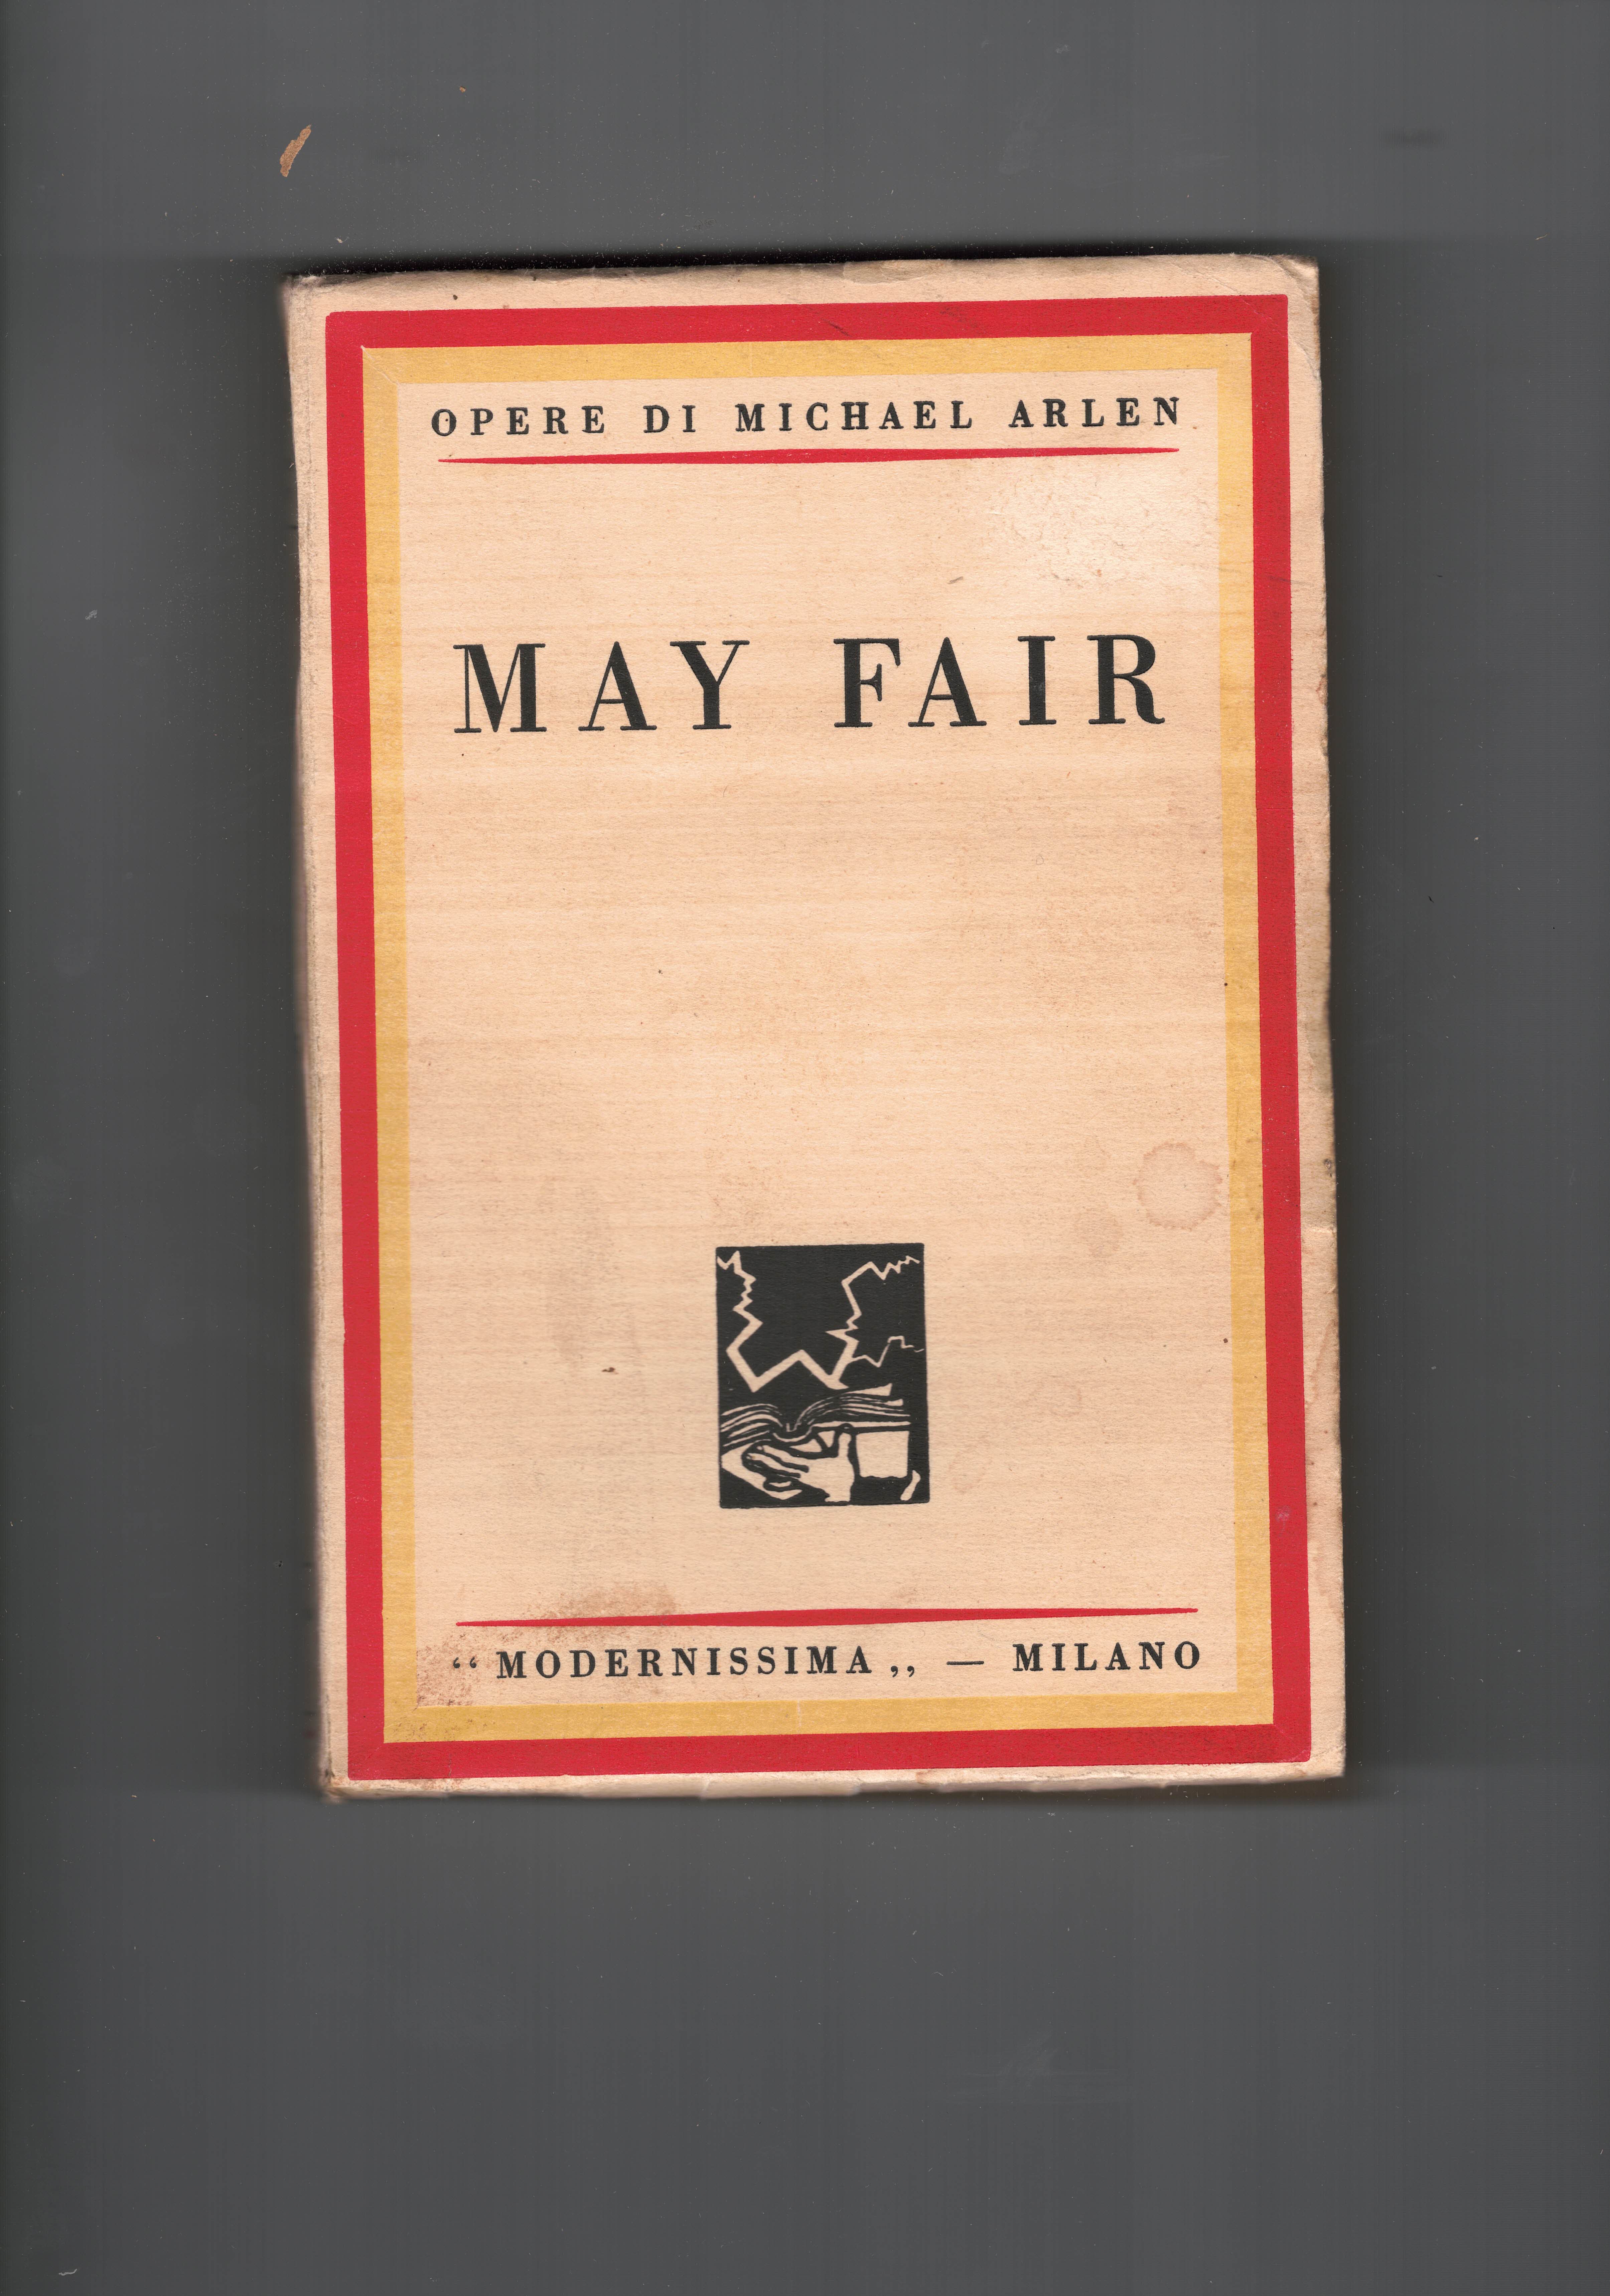 OPERE DI MICHAEL ARLEN
MAY FAIR
“ MODERNISSIMA ,, — MILANO